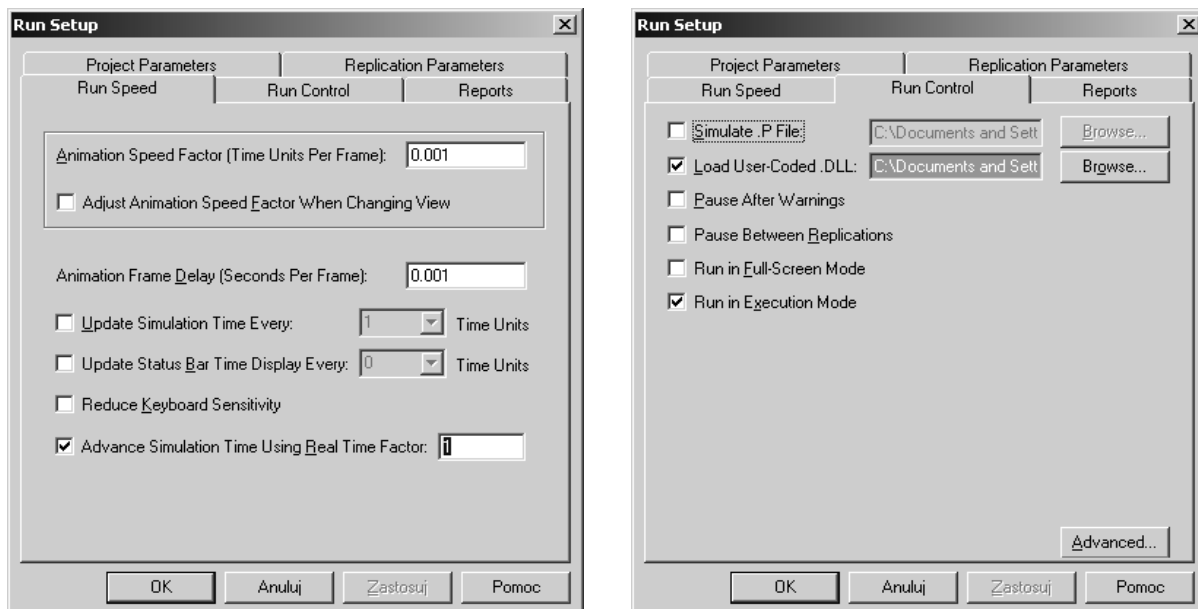 Run Setup
Project Parameters
Replication Parameters
Run Speed
Run Control
Reports
Animation Speed Factor (Time Units Per Frame): 0.001
Adjust Animation Speed Factor When Changing View
Animation Frame Delay (Seconds Per Frame): 0.001
Update Simulation Time Every: 1 Time Units
Update Status Bar Time Display Every: 0 Time Units
Reduce Keyboard Sensitivity
Advance Simulation Time Using Real Time Factor: 1
OK
Anuluj
Zastosuj
Pomoc
Run Setup
Project Parameters
Replication Parameters
Run Speed
Run Control
Reports
Simulate .P File: C:\Documents and Sett Browse...
Load User-Coded .DLL: C:\Documents and Sett Browse...
Pause After Warnings
Pause Between Replications
Run in Full-Screen Mode
Run in Execution Mode
Advanced...
OK
Anuluj
Zastosuj
Pomoc